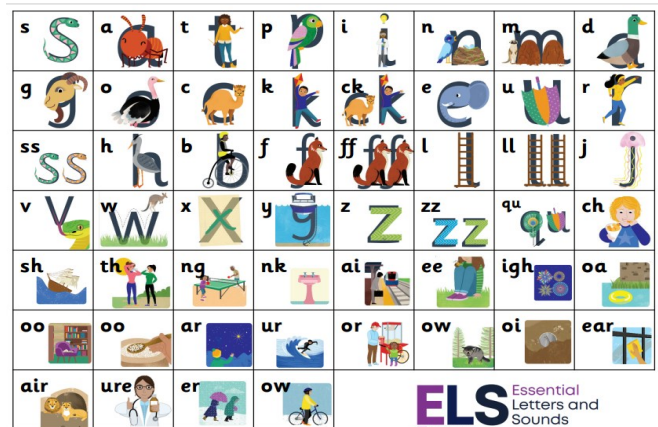 s a t p i n m d
g o c k ck e u r
ss h b f ff l ll j
v w x y z zz qu ch
sh th ng nk ai ee igh oa
oo oo ar ur or ow oi ear
air ure er ow
ELS Essential
Letters and
Sounds